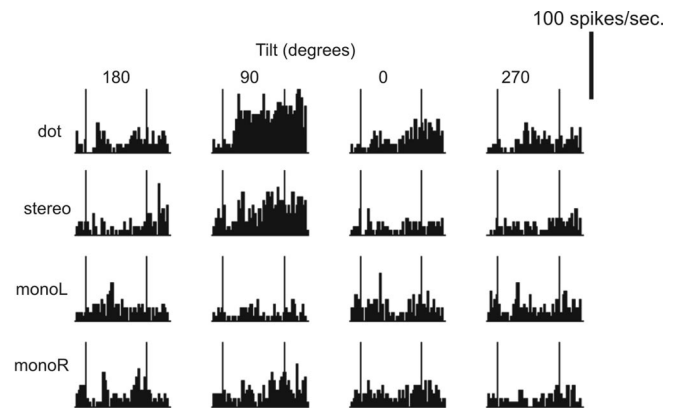 100 spikes/sec.
Tilt (degrees)
180 90 0 270
dot
stereo
monoL
monoR